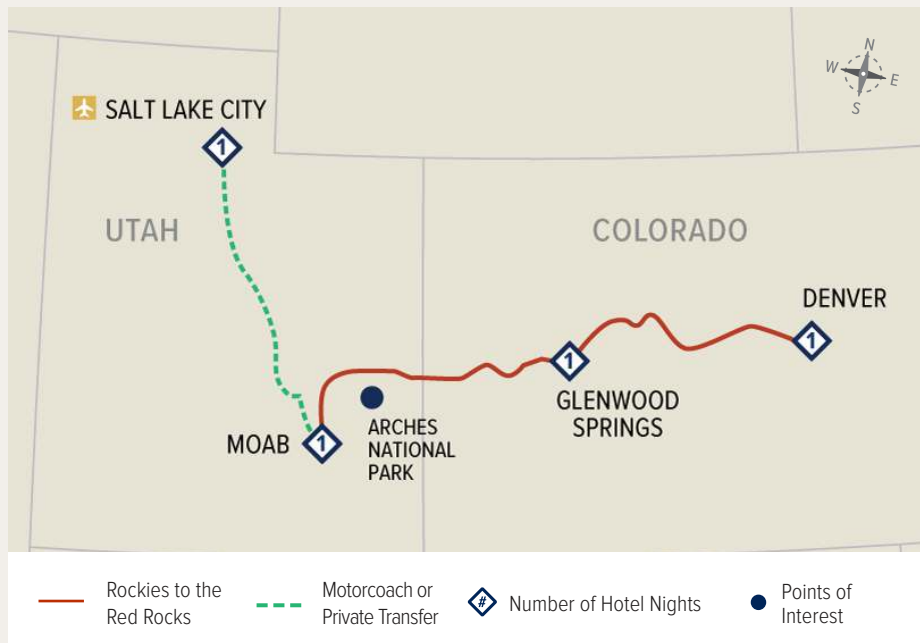 N
W
E
S
SALT LAKE CITY
1
UTAH
COLORADO
DENVER
1
1
GLENWOOD
SPRINGS
MOAB
1
ARCHES
NATIONAL
PARK
Rockies to the
Red Rocks
Motorcoach or
Private Transfer
# Number of Hotel Nights
Points of
Interest